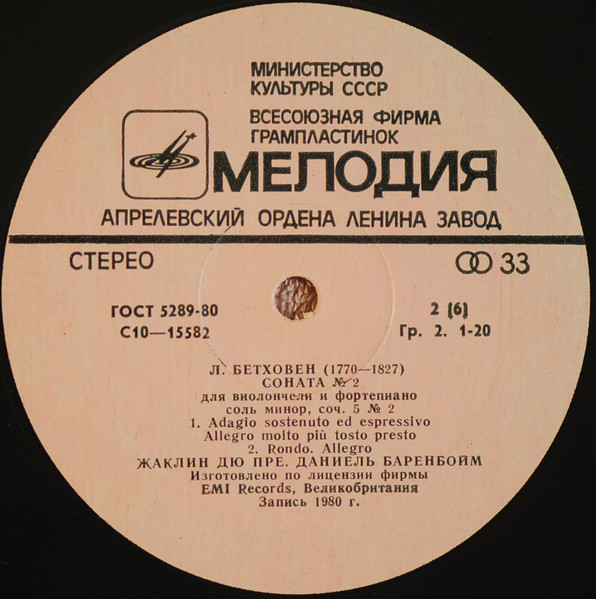 МИНИСТЕРСТВО
КУЛЬТУРЫ СССР
ВСЕСОЮЗНАЯ ФИРМА
ГРАМПЛАСТИНОК
МЕЛОДИЯ
АПРЕЛЕВСКИЙ ОРДЕНА ЛЕНИНА ЗАВОД
СТЕРЕО 33
ГОСТ 5289-80 2 (6)
С10—15582 Гр. 2. 1-20
Л. БЕТХОВЕН (1770—1827)
СОНАТА № 2
для виолончели и фортепиано
соль минор, соч. 5 № 2
1. Adagio sostenuto ed espressivo
Allegro molto più tosto presto
2. Rondo. Allegro
ЖАКЛИН ДЮ ПРЕ. ДАНИЕЛЬ БАРЕНБОЙМ
Изготовлено по лицензии фирмы
EMI Records, Великобритания
Запись 1980 г.